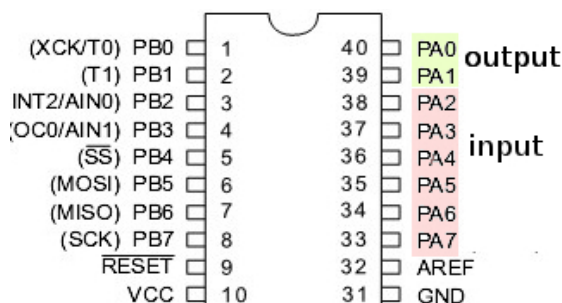 (XCK/T0) PB0 1 40 PA0 output
(T1) PB1 2 39 PA1
INT2/AIN0) PB2 3 38 PA2
(OC0/AIN1) PB3 4 37 PA3
(SS) PB4 5 36 PA4 input
(MOSI) PB5 6 35 PA5
(MISO) PB6 7 34 PA6
(SCK) PB7 8 33 PA7
RESET 9 32 AREF
VCC 10 31 GND